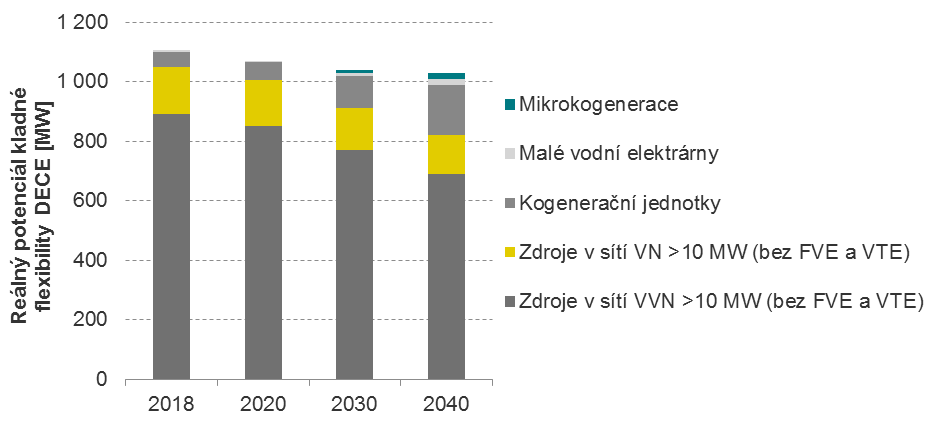 Reálný potenciál kladné
flexibility DECE [MW]
1 200
1 000
800
600
400
200
0
2018
2020
2030
2040
Mikrokogenerace
Malé vodní elektrárny
Kogenerační jednotky
Zdroje v sítí VN >10 MW (bez FVE a VTE)
Zdroje v sítí VVN >10 MW (bez FVE a VTE)